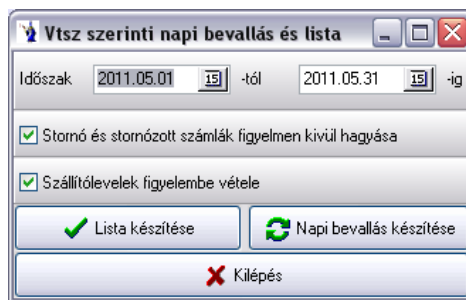 Vtsz szerinti napi bevallás és lista
Időszak 2011.05.01 15 -tól 2011.05.31 15 -ig
Stornó és stornózott számlák figyelmen kivül hagyása
Szállítólevelek figyelembe vétele
Lista készítése Napi bevallás készítése
Kilépés